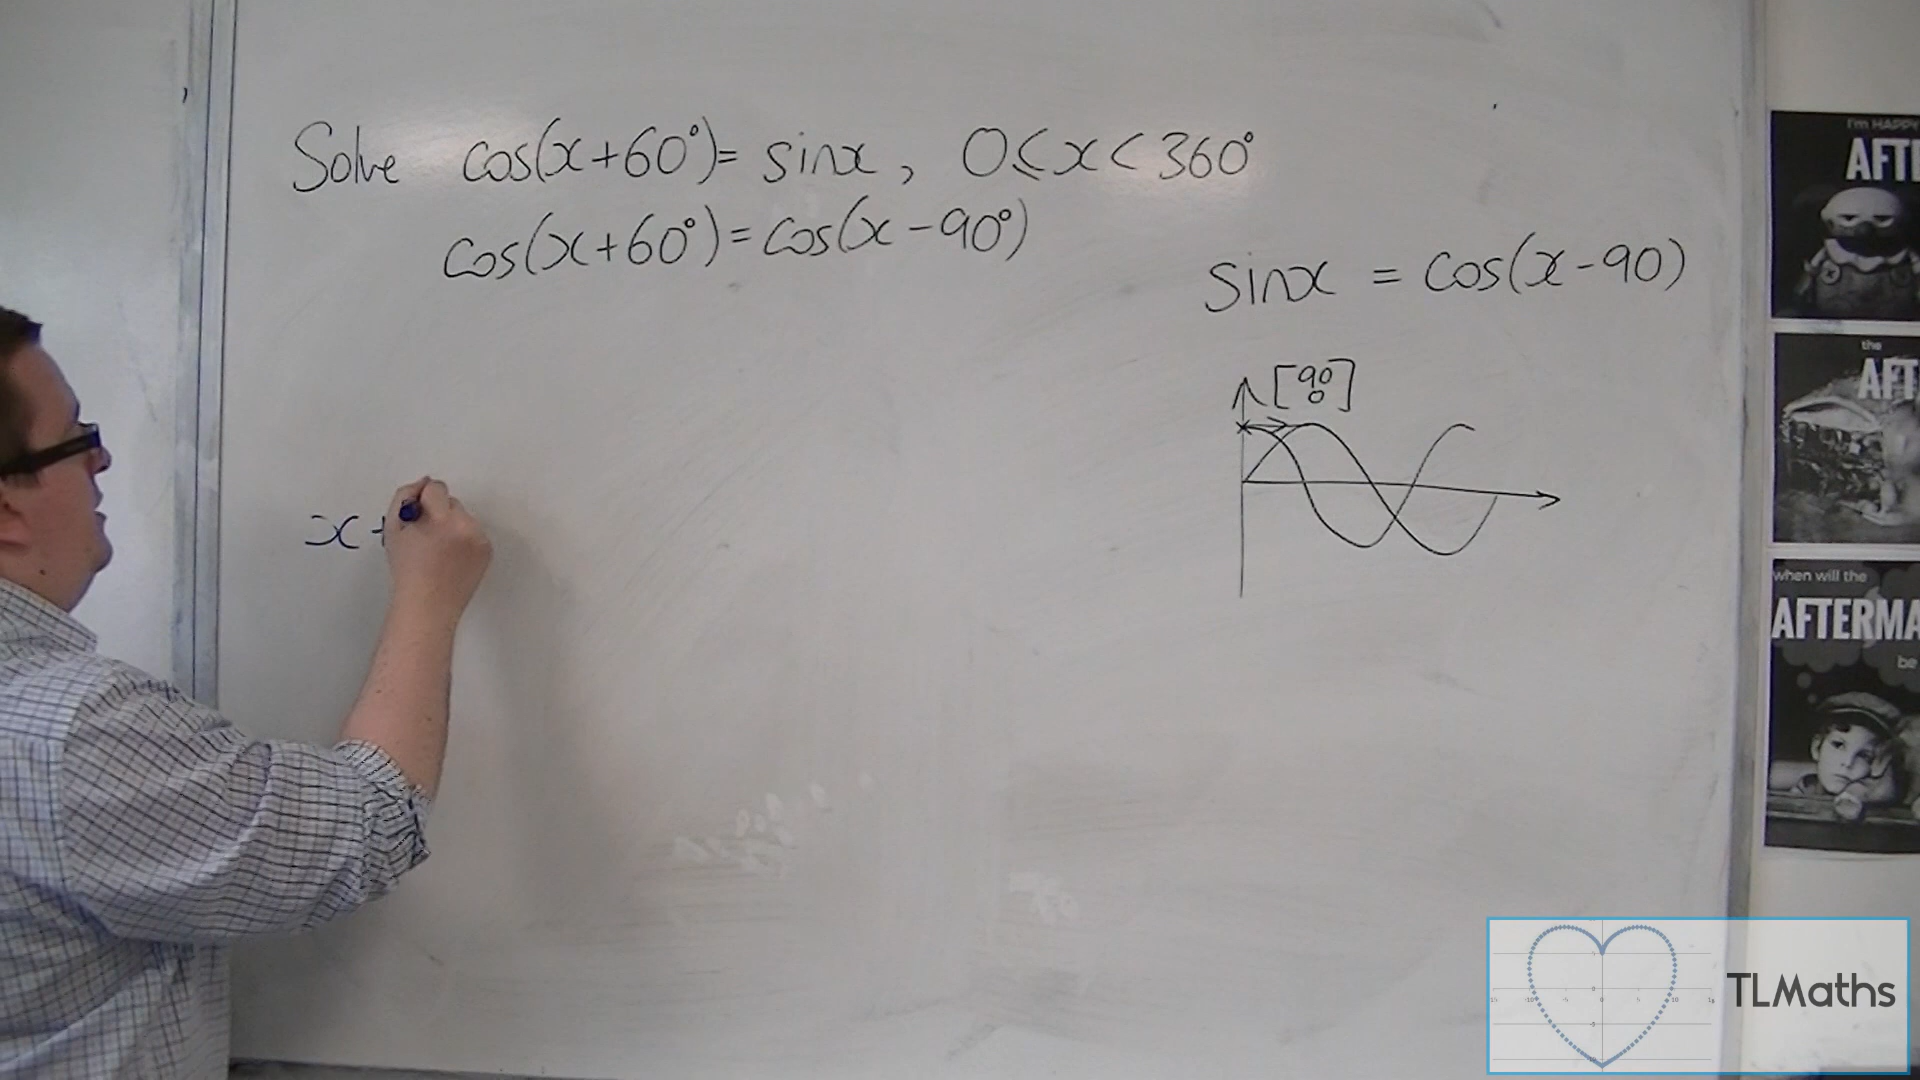 Solve cos(x+60°)= sinx, 0≤x<360°
cos(x+60°)=cos(x-90°)
sinx = cos(x-90)
[90
0]
x+
I'm HAPPY
AFT
the
AFT
when will the
AFTERMA
be
TLMaths